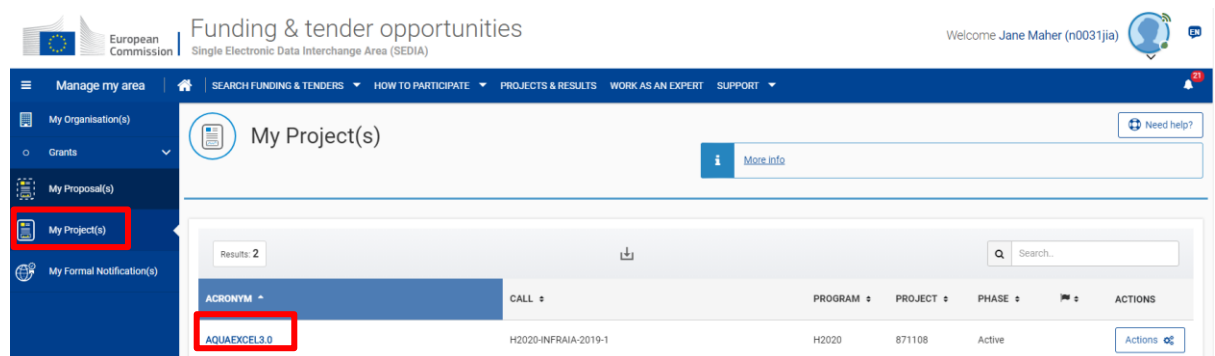 European
Commission
Funding & tender opportunities
Single Electronic Data Interchange Area (SEDIA)
Welcome Jane Maher (n0031jia)
EN
Manage my area
SEARCH FUNDING & TENDERS HOW TO PARTICIPATE PROJECTS & RESULTS WORK AS AN EXPERT SUPPORT
21
My Organisation(s)
Grants
My Proposal(s)
My Project(s)
My Formal Notification(s)
My Project(s)
Need help?
i More info
Results: 2
Search..
ACRONYM CALL PROGRAM PROJECT PHASE ACTIONS
AQUAEXCEL3.0 H2020-INFRAIA-2019-1 H2020 871108 Active Actions